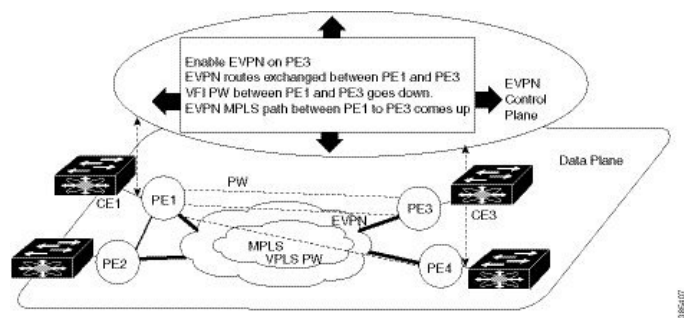 Enable EVPN on PE3
EVPN routes exchanged between PE1 and PE3
VFI PW between PE1 and PE3 goes down.
EVPN MPLS path between PE1 to PE3 comes up
EVPN
Control
Plane
Data Plane
PW
CE1
PE1
EVPN
PE3
CE3
MPLS
VPLS PW
PE2
PE4